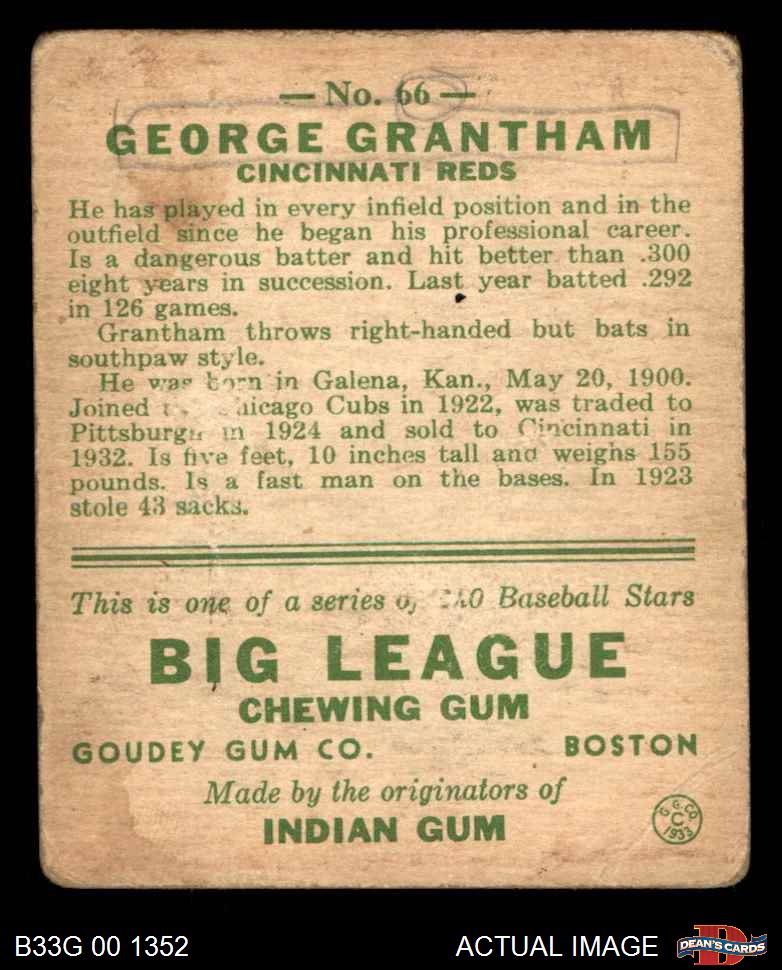 — No. 66 —
GEORGE GRANTHAM
CINCINNATI REDS
He has played in every infield position and in the
outfield since he began his professional career.
Is a dangerous batter and hit better than .300
eight years in succession. Last year batted .292
in 126 games.
Grantham throws right-handed but bats in
southpaw style.
He was born in Galena, Kan., May 20, 1900.
Joined Chicago Cubs in 1922, was traded to
Pittsburgh in 1924 and sold to Cincinnati in
1932. Is five feet, 10 inches tall and weighs 155
pounds. Is a fast man on the bases. In 1923
stole 43 sacks.
This is one of a series of Baseball Stars
BIG LEAGUE
CHEWING GUM
GOUDEY GUM CO. BOSTON
Made by the originators of
INDIAN GUM
G.G.CO
C
1933
B33G 00 1352 ACTUAL IMAGE D DEAN'S CARDS